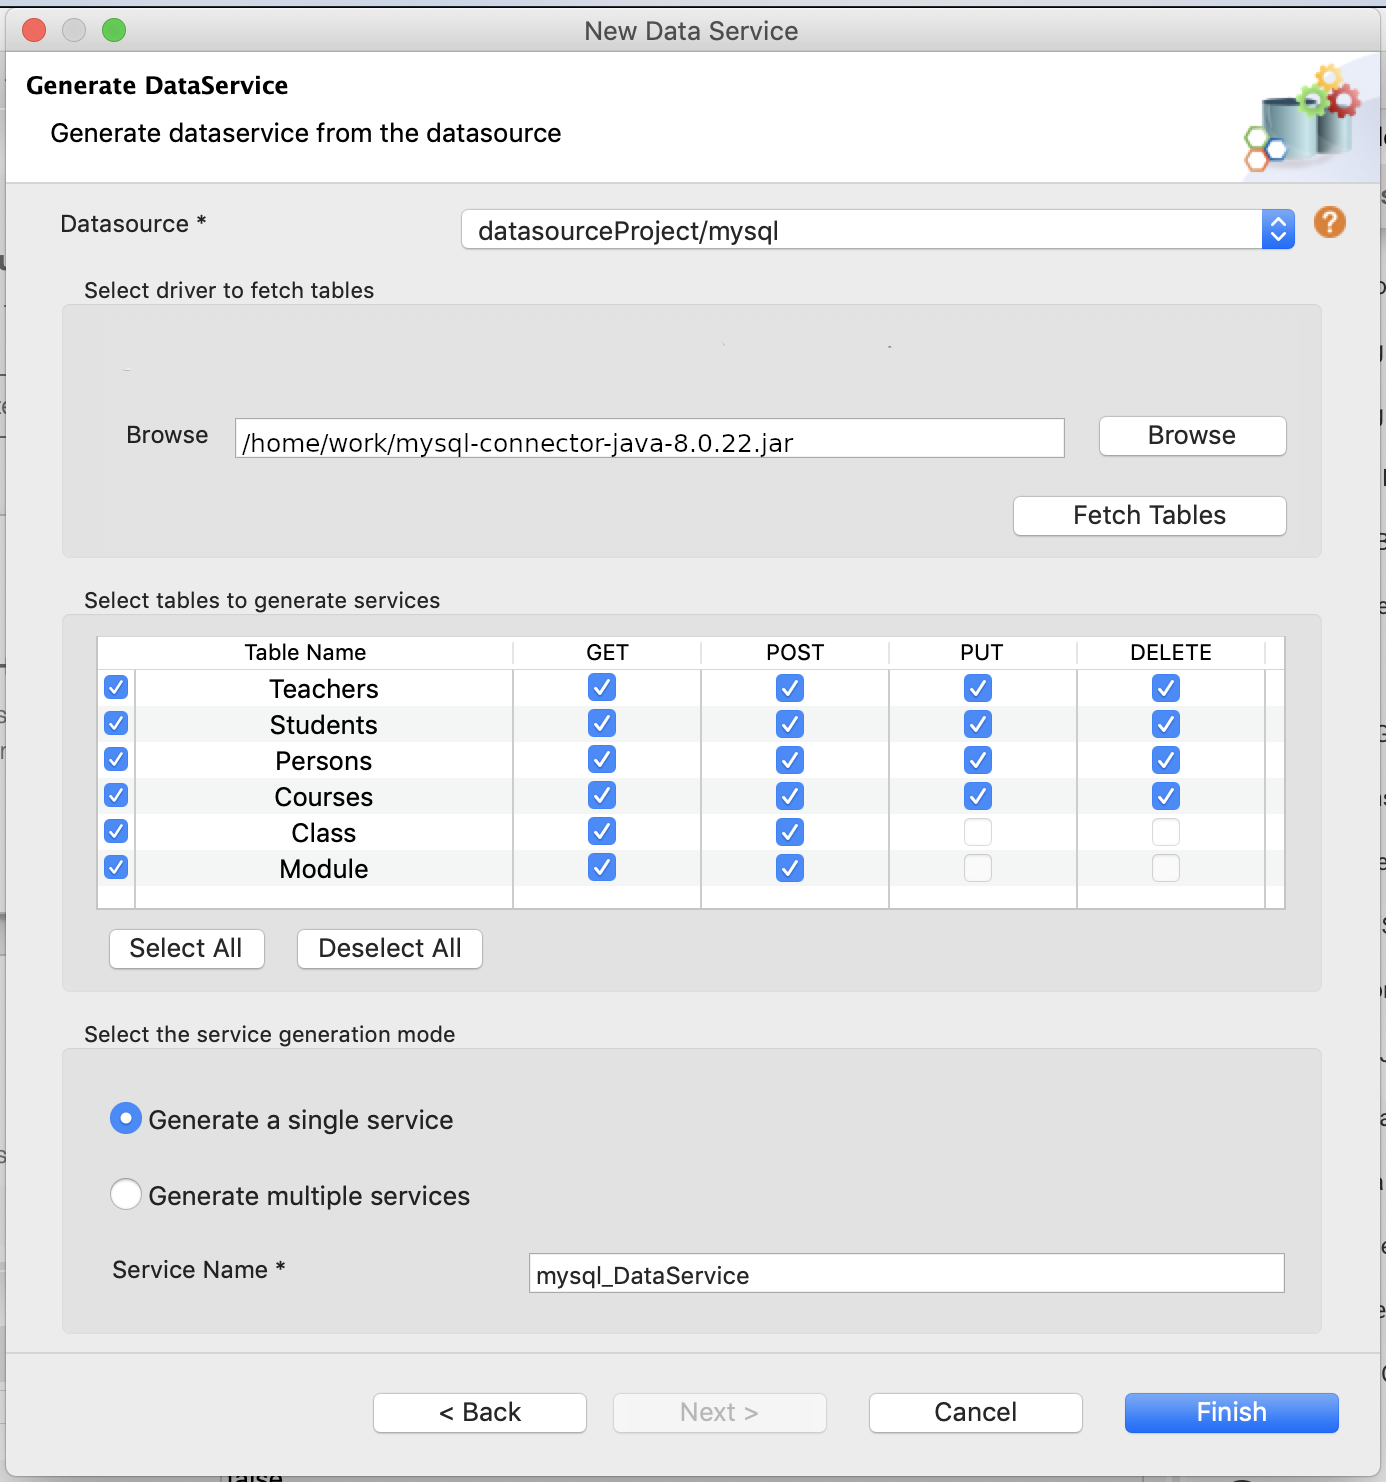 New Data Service
Generate DataService
Generate dataservice from the datasource
Datasource * datasourceProject/mysql ?
Select driver to fetch tables
Browse /home/work/mysql-connector-java-8.0.22.jar Browse
Fetch Tables
Select tables to generate services
Table Name GET POST PUT DELETE
Teachers
Students
Persons
Courses
Class
Module
Select All Deselect All
Select the service generation mode
Generate a single service
Generate multiple services
Service Name * mysql_DataService
< Back Next > Cancel Finish